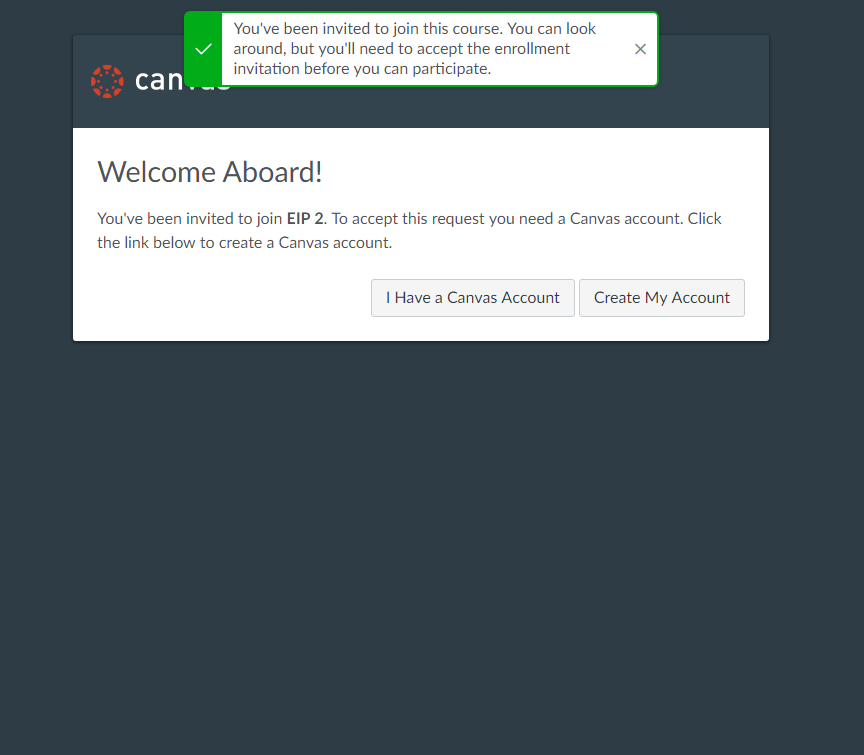 You've been invited to join this course. You can look
around, but you'll need to accept the enrollment
invitation before you can participate.
canvas
Welcome Aboard!
You've been invited to join EIP 2. To accept this request you need a Canvas account. Click
the link below to create a Canvas account.
I Have a Canvas Account
Create My Account